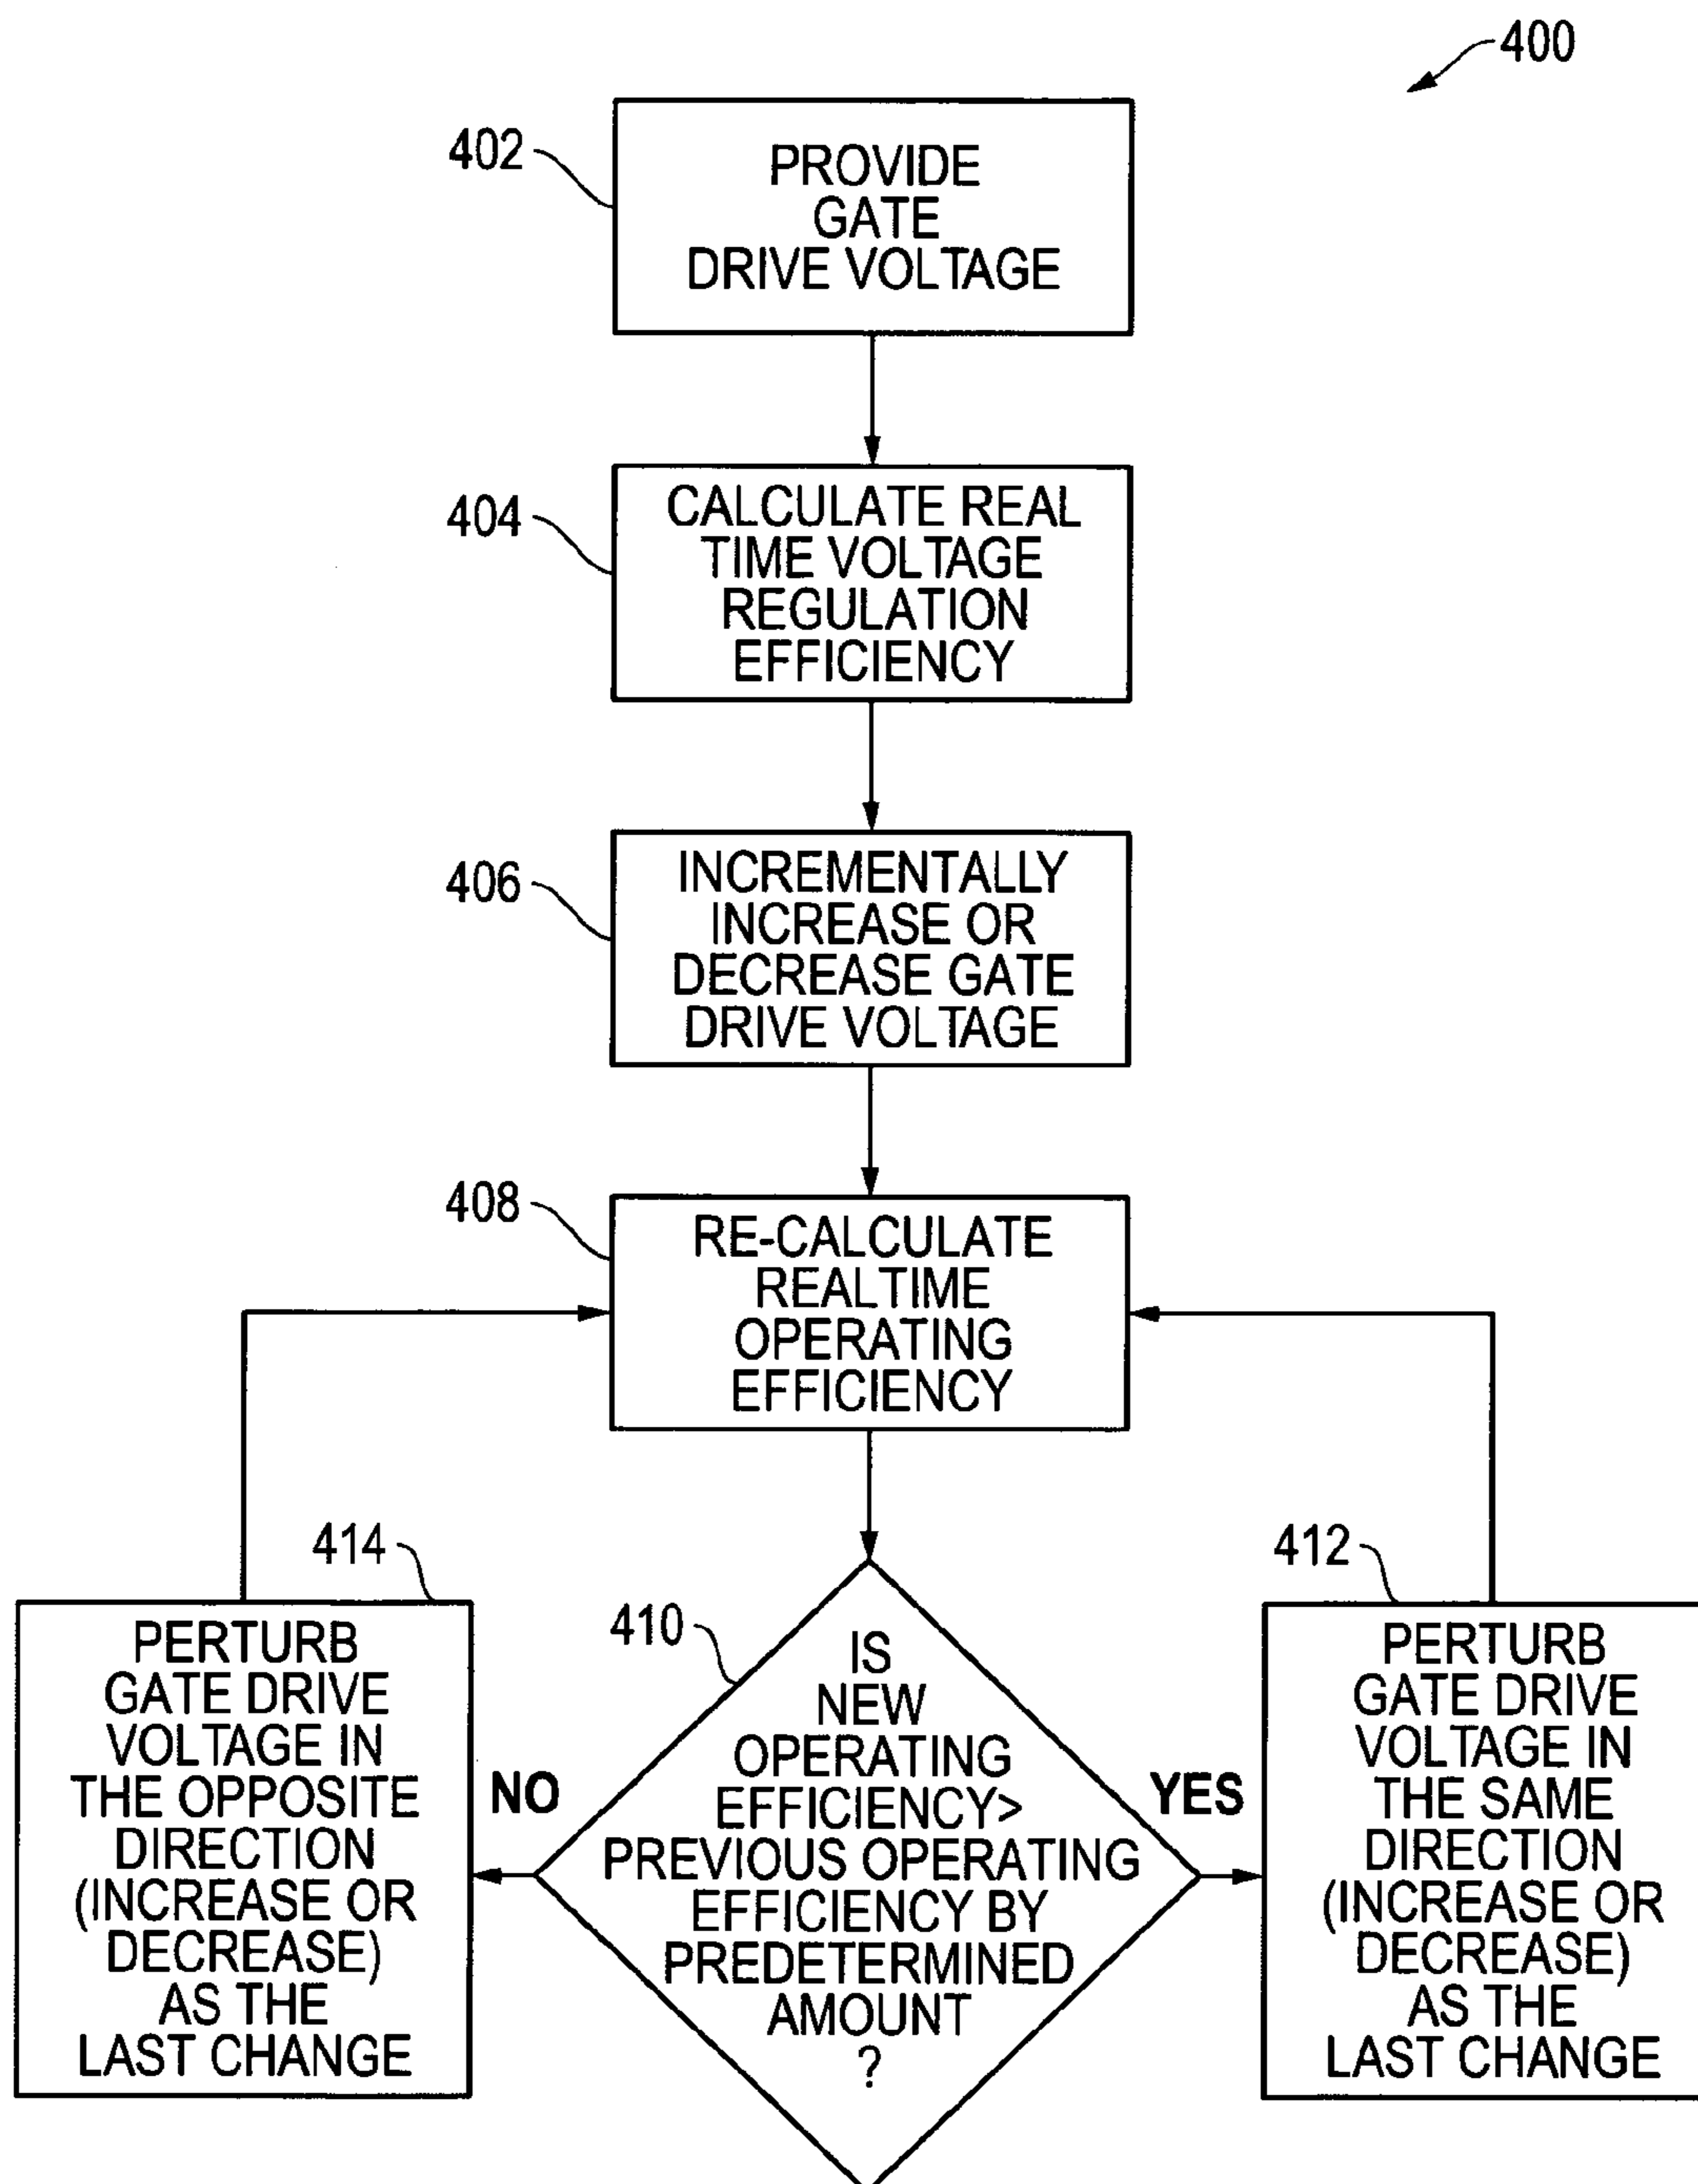 400
402
PROVIDE
GATE
DRIVE VOLTAGE
404
CALCULATE REAL
TIME VOLTAGE
REGULATION
EFFICIENCY
406
INCREMENTALLY
INCREASE OR
DECREASE GATE
DRIVE VOLTAGE
408
RE-CALCULATE
REALTIME
OPERATING
EFFICIENCY
414
PERTURB
GATE DRIVE
VOLTAGE IN
THE OPPOSITE
DIRECTION
(INCREASE OR
DECREASE)
AS THE
LAST CHANGE
NO
410
IS
NEW
OPERATING
EFFICIENCY>
PREVIOUS OPERATING
EFFICIENCY BY
PREDETERMINED
AMOUNT
?
YES
412
PERTURB
GATE DRIVE
VOLTAGE IN
THE SAME
DIRECTION
(INCREASE OR
DECREASE)
AS THE
LAST CHANGE